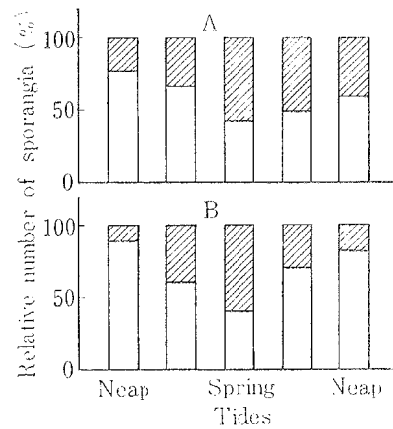 Relative number of sporangia (%)
A
100
50
0
B
100
50
0
Neap Spring Neap
Tides